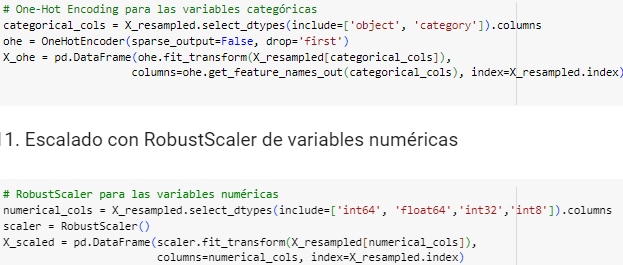 # One-Hot Encoding para las variables categóricas
categorical_cols = X_resampled.select_dtypes(include=['object', 'category']).columns
ohe = OneHotEncoder(sparse_output=False, drop='first')
X_ohe = pd.DataFrame(ohe.fit_transform(X_resampled[categorical_cols]),
columns=ohe.get_feature_names_out(categorical_cols), index=X_resampled.index)
11. Escalado con RobustScaler de variables numéricas
# RobustScaler para las variables numéricas
numerical_cols = X_resampled.select_dtypes(include=['int64', 'float64','int32','int8']).columns
scaler = RobustScaler()
X_scaled = pd.DataFrame(scaler.fit_transform(X_resampled[numerical_cols]),
columns=numerical_cols, index=X_resampled.index)